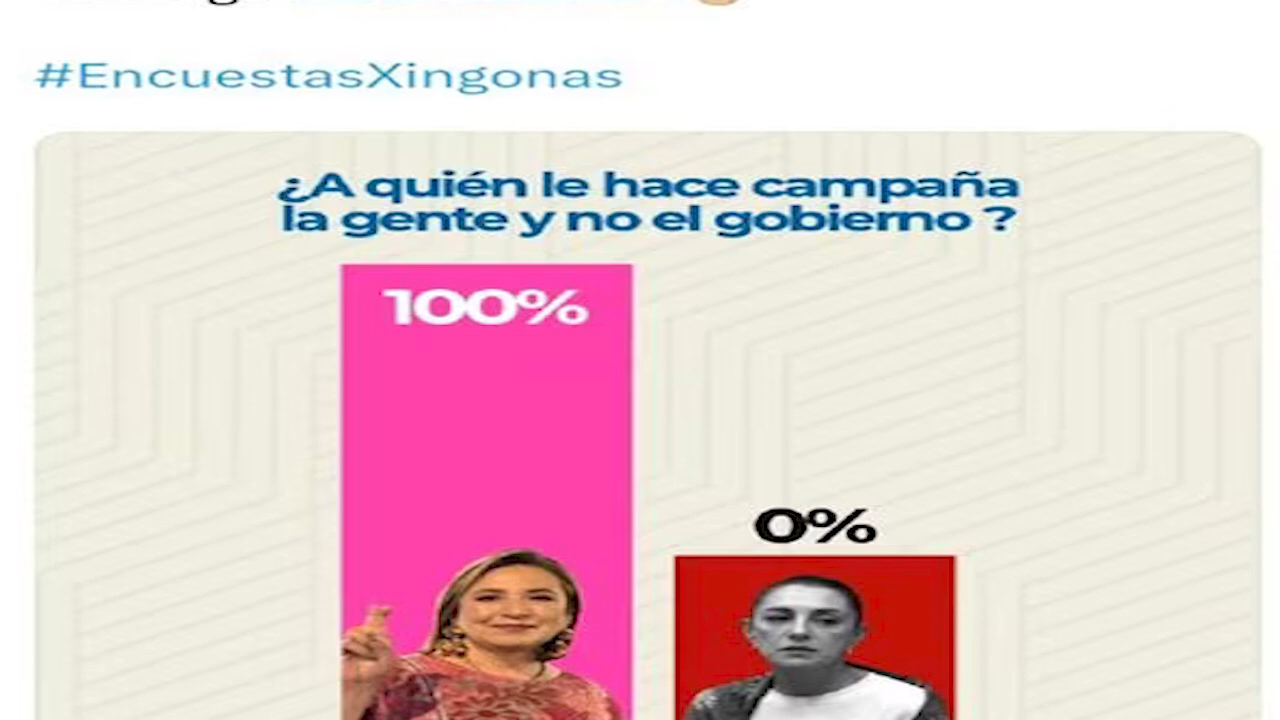 #EncuestasXingonas
¿A quién le hace campaña
la gente y no el gobierno ?
100%
0%